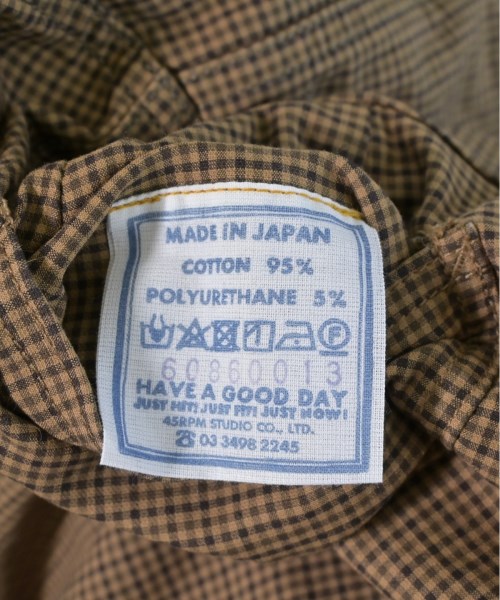 MADE IN JAPAN
COTTON 95%
POLYURETHANE 5%
60860013
HAVE A GOOD DAY
JUST HIT! JUST FIT! JUST NOW!
45RPM STUDIO CO., LTD.
☎ 03 3498 2245